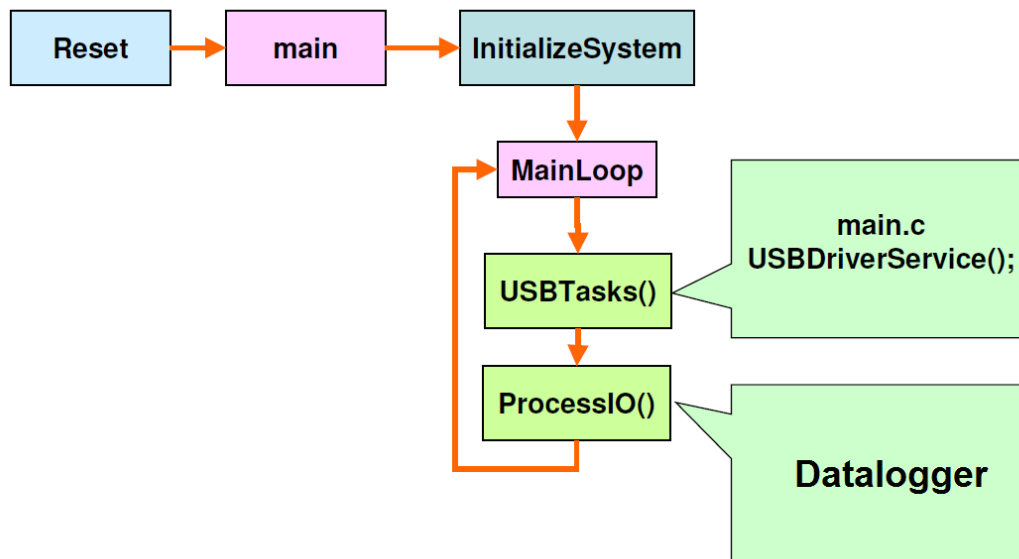 Reset
main
InitializeSystem
MainLoop
main.c
USBDriverService();
USBTasks()
ProcessIO()
Datalogger